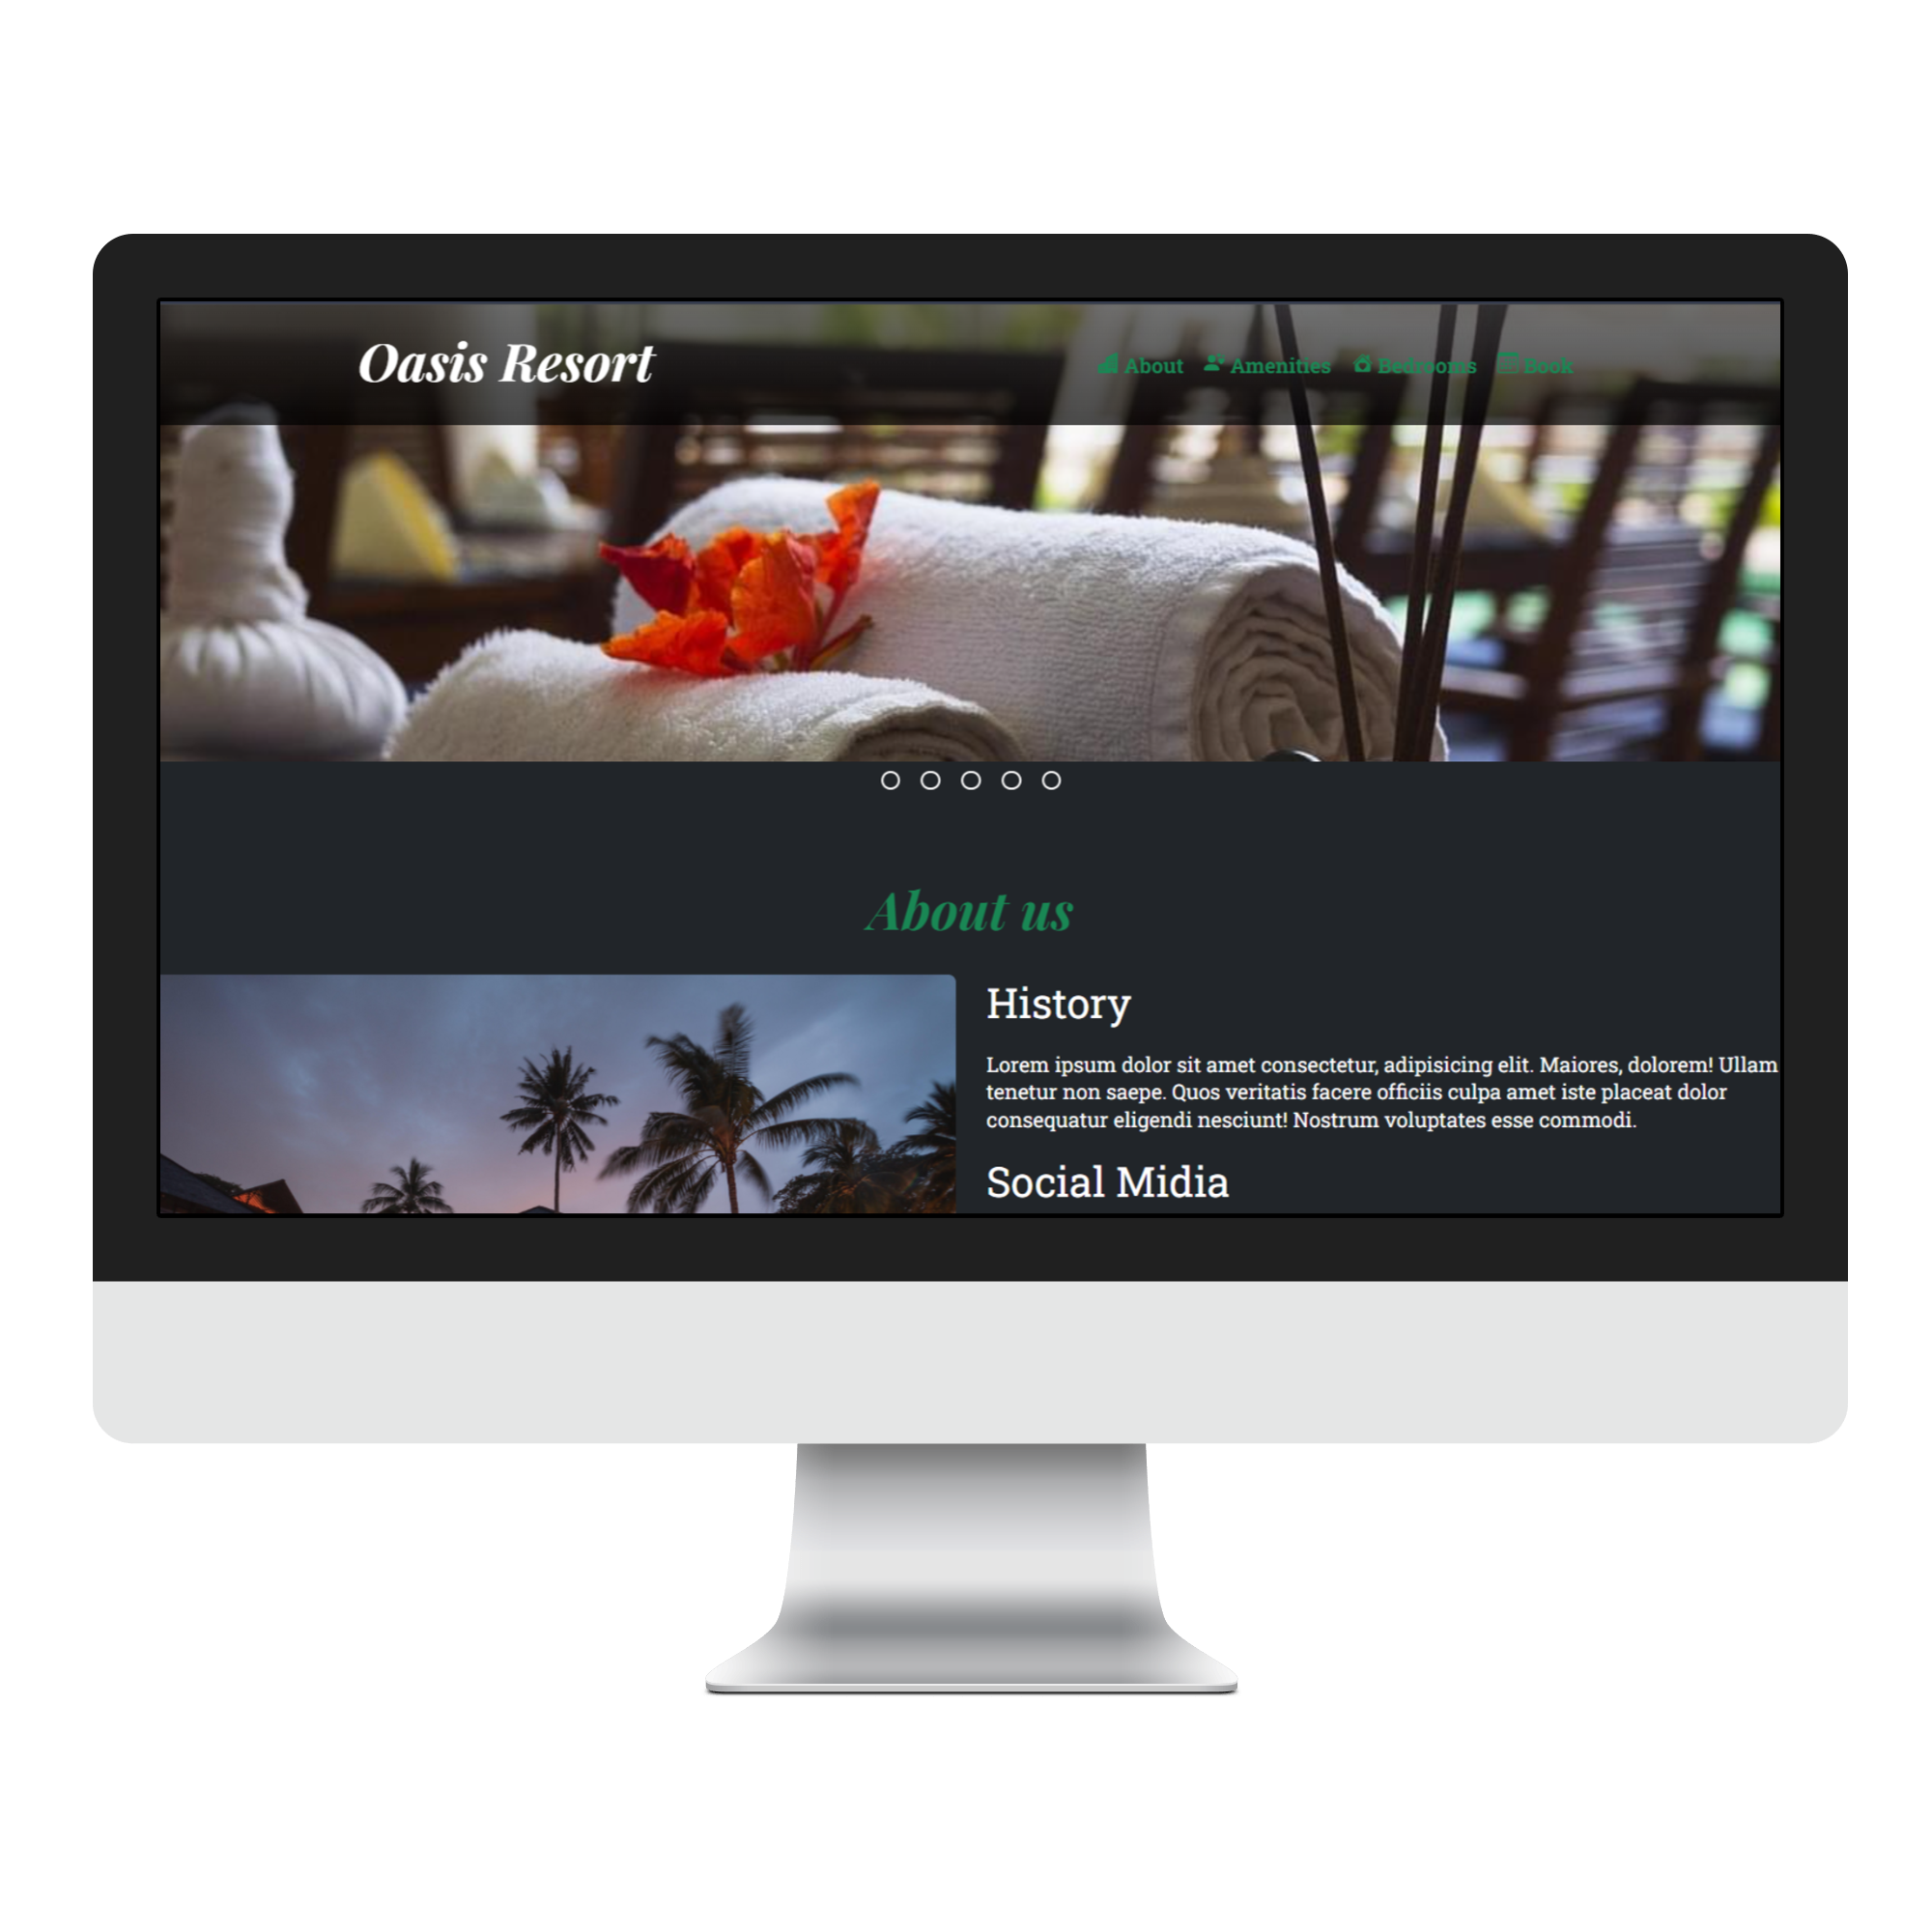 Oasis Resort
About Amenities Bedrooms Book
About us
History
Lorem ipsum dolor sit amet consectetur, adipisicing elit. Maiores, dolorem! Ullam
tenetur non saepe. Quos veritatis facere officiis culpa amet iste placeat dolor
consequatur eligendi nesciunt! Nostrum voluptates esse commodi.
Social Midia